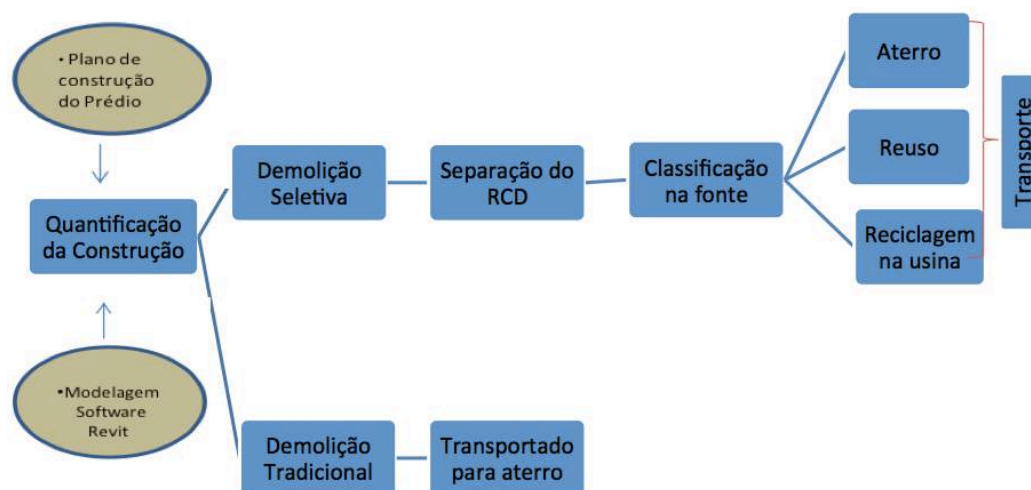 • Plano de
construção
do Prédio
Quantificação
da Construção
•Modelagem
Software
Revit
Demolição
Seletiva
Separação do
RCD
Classificação
na fonte
Aterro
Reuso
Reciclagem
na usina
Transporte
Demolição
Tradicional
Transportado
para aterro